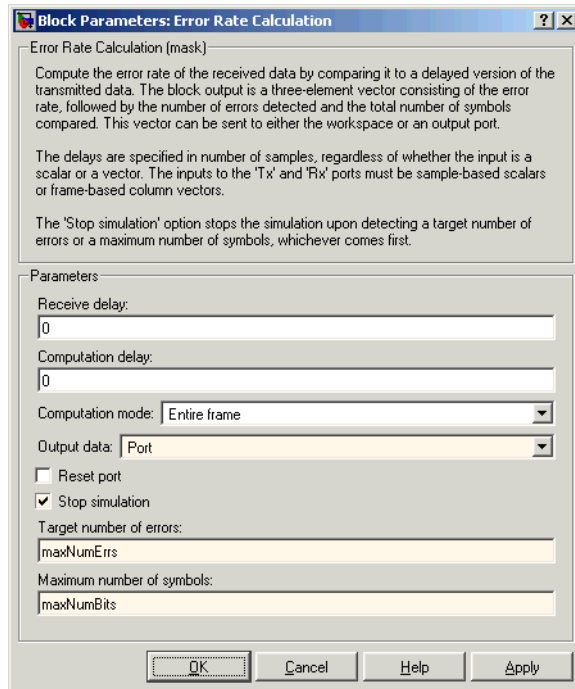 Block Parameters: Error Rate Calculation
Error Rate Calculation (mask)
Compute the error rate of the received data by comparing it to a delayed version of the
transmitted data. The block output is a three-element vector consisting of the error
rate, followed by the number of errors detected and the total number of symbols
compared. This vector can be sent to either the workspace or an output port.
The delays are specified in number of samples, regardless of whether the input is a
scalar or a vector. The inputs to the 'Tx' and 'Rx' ports must be sample-based scalars
or frame-based column vectors.
The 'Stop simulation' option stops the simulation upon detecting a target number of
errors or a maximum number of symbols, whichever comes first.
Parameters
Receive delay:
0
Computation delay:
0
Computation mode: Entire frame
Output data: Port
Reset port
Stop simulation
Target number of errors:
maxNumErrs
Maximum number of symbols:
maxNumBits
OK Cancel Help Apply